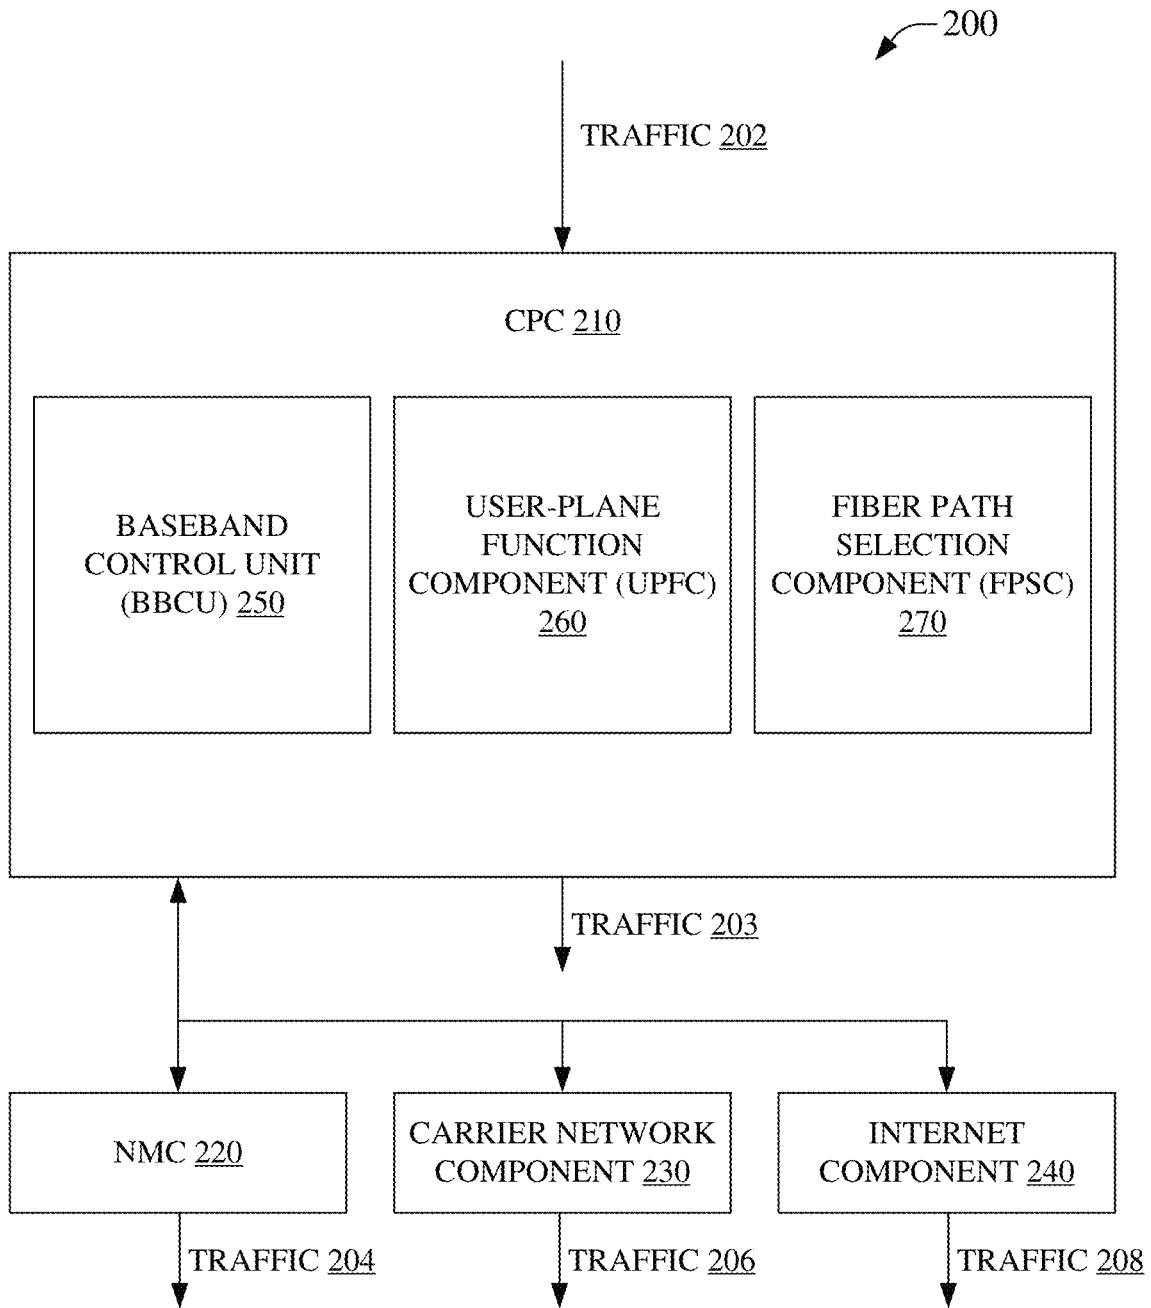 200
TRAFFIC 202
CPC 210
BASEBAND
CONTROL UNIT
(BBCU) 250
USER-PLANE
FUNCTION
COMPONENT (UPFC)
260
FIBER PATH
SELECTION
COMPONENT (FPSC)
270
TRAFFIC 203
NMC 220
CARRIER NETWORK
COMPONENT 230
INTERNET
COMPONENT 240
TRAFFIC 204
TRAFFIC 206
TRAFFIC 208